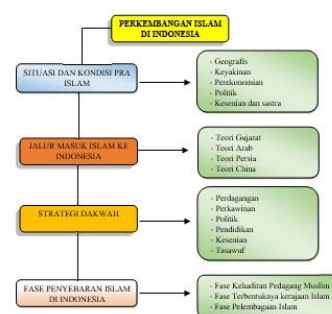 PERKEMBANGAN ISLAM
DI INDONESIA
SITUASI DAN KONDISI PRA
ISLAM
- Geografis
- Keyakinan
- Perekonomian
- Politik
- Kesenian dan sastra
JALUR MASUK ISLAM KE
INDONESIA
- Teori Gujarat
- Teori Arab
- Teori Persia
- Teori China
STRATEGI DAKWAH
- Perdagangan
- Perkawinan
- Politik
- Pendidikan
- Kesenian
- Tasawuf
FASE PENYEBARAN ISLAM
DI INDONESIA
- Fase Kehadiran Pedagang Muslim
- Fase Terbentuknya kerajaan Islam
- Fase Pelembagaan Islam